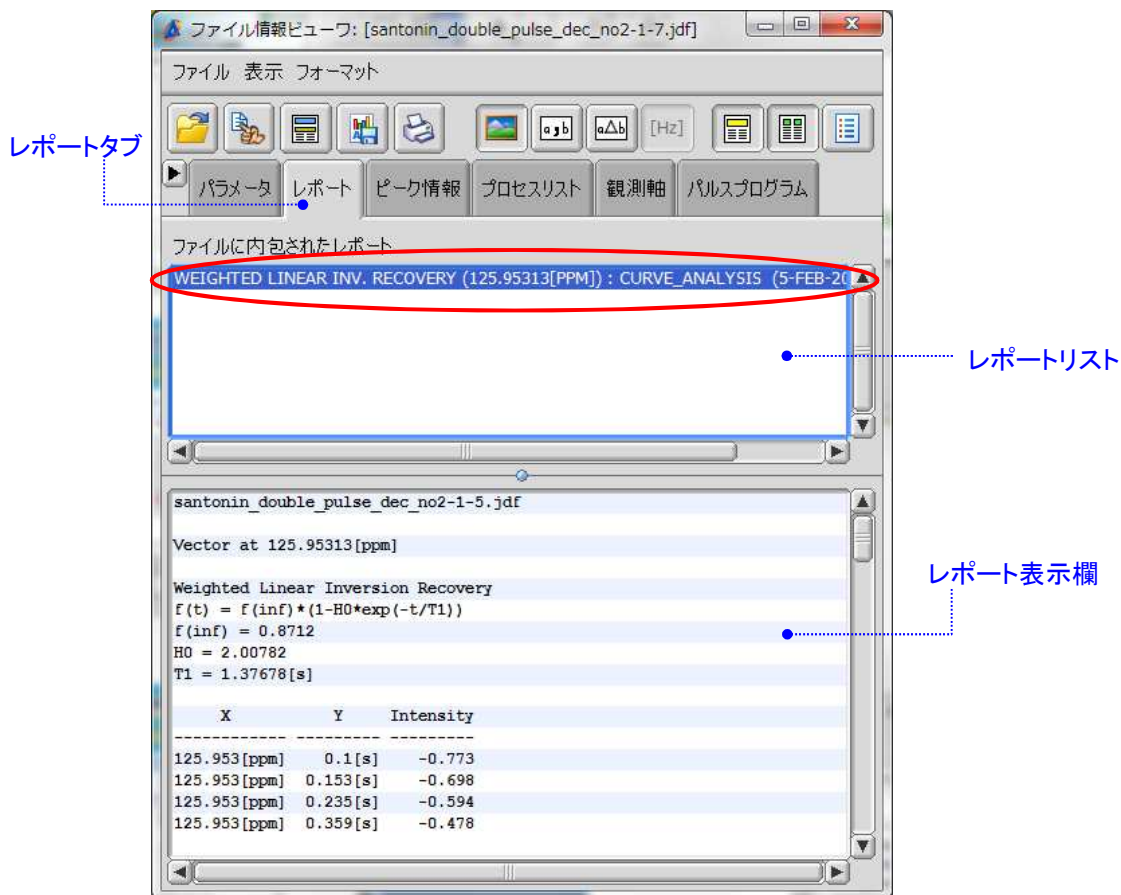 ファイル情報ビューワ: [santonin_double_pulse_dec_no2-1-7.jdf]
ファイル 表示 フォーマット
[Hz]
レポートタブ
パラメータ レポート ピーク情報 プロセスリスト 観測軸 パルスプログラム
ファイルに内包されたレポート
WEIGHTED LINEAR INV. RECOVERY (125.95313[PPM]) : CURVE_ANALYSIS (5-FEB-20
レポートリスト
santonin_double_pulse_dec_no2-1-5.jdf
Vector at 125.95313[ppm]
レポート表示欄
Weighted Linear Inversion Recovery
f(t) = f(inf)*(1-H0*exp(-t/T1))
f(inf) = 0.8712
H0 = 2.00782
T1 = 1.37678[s]
X Y Intensity
------------ --------- ---------
125.953[ppm] 0.1[s] -0.773
125.953[ppm] 0.153[s] -0.698
125.953[ppm] 0.235[s] -0.594
125.953[ppm] 0.359[s] -0.478